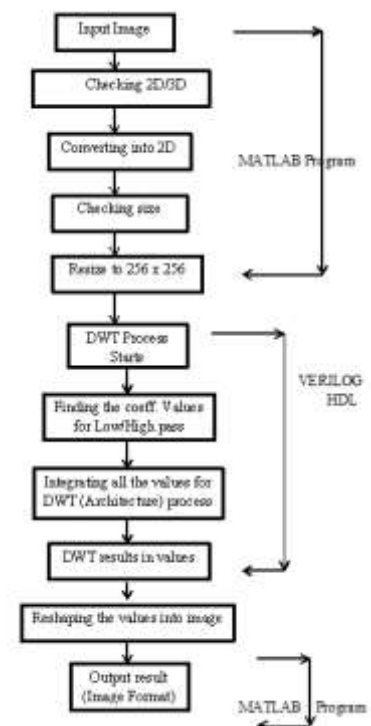 Input Image
Checking 2D/3D
Converting into 2D
MATLAB Program
Checking size
Resize to 256 x 256
DWT Process
Starts
VERILOG
HDL
Finding the coeff. Values
for Low/High pass
Integrating all the values for
DWT (Architecture) process
DWT results in values
Reshaping the values into image
Output result
(Image Format)
MATLAB Program